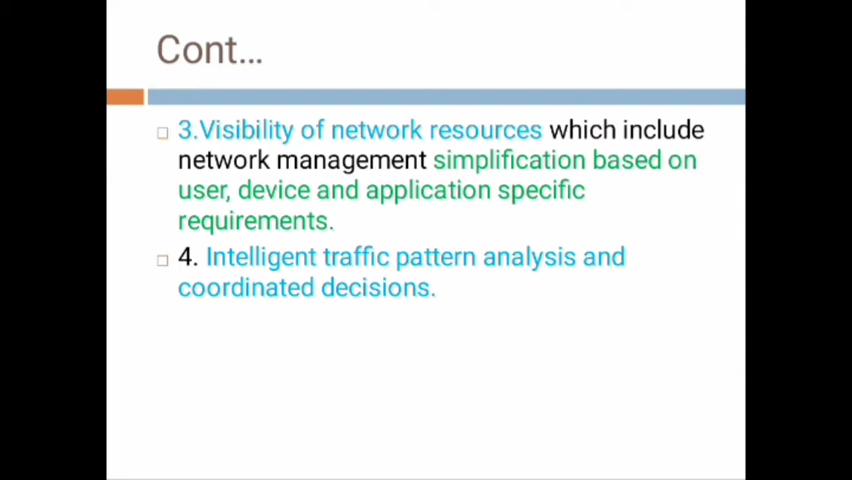 Cont...
3.Visibility of network resources which include
network management simplification based on
user, device and application specific
requirements.
4. Intelligent traffic pattern analysis and
coordinated decisions.